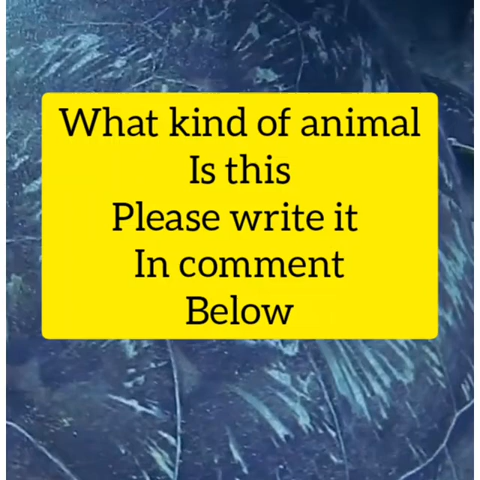 What kind of animal
Is this
Please write it
In comment
Below